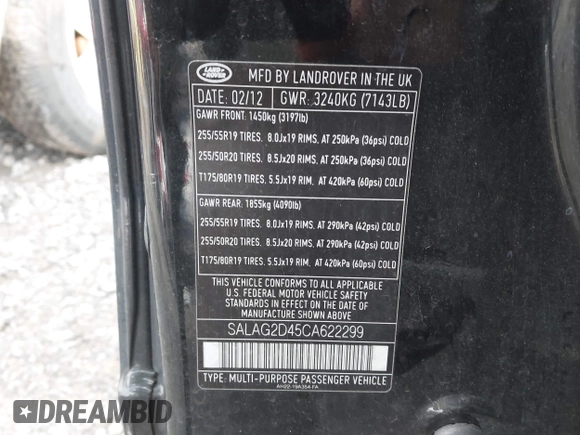 LAND ROVER
MFD BY LANDROVER IN THE UK
DATE: 02/12 GWR: 3240KG (7143LB)
GAWR FRONT: 1450kg (3197lb)
255/55R19 TIRES. 8.0Jx19 RIMS. AT 250kPa (36psi) COLD
255/50R20 TIRES. 8.5Jx20 RIMS. AT 250kPa (36psi) COLD
T175/80R19 TIRES. 5.5Jx19 RIM. AT 420kPa (60psi) COLD
GAWR REAR: 1855kg (4090lb)
255/55R19 TIRES. 8.0Jx19 RIMS. AT 290kPa (42psi) COLD
255/50R20 TIRES. 8.5Jx20 RIMS. AT 290kPa (42psi) COLD
T175/80R19 TIRES. 5.5Jx19 RIM. AT 420kPa (60psi) COLD
THIS VEHICLE CONFORMS TO ALL APPLICABLE
U.S. FEDERAL MOTOR VEHICLE SAFETY
STANDARDS IN EFFECT ON THE DATE OF
MANUFACTURE SHOWN ABOVE
SALAG2D45CA622299
TYPE: MULTI-PURPOSE PASSENGER VEHICLE
AH22-19A354-FA
DREAMBID